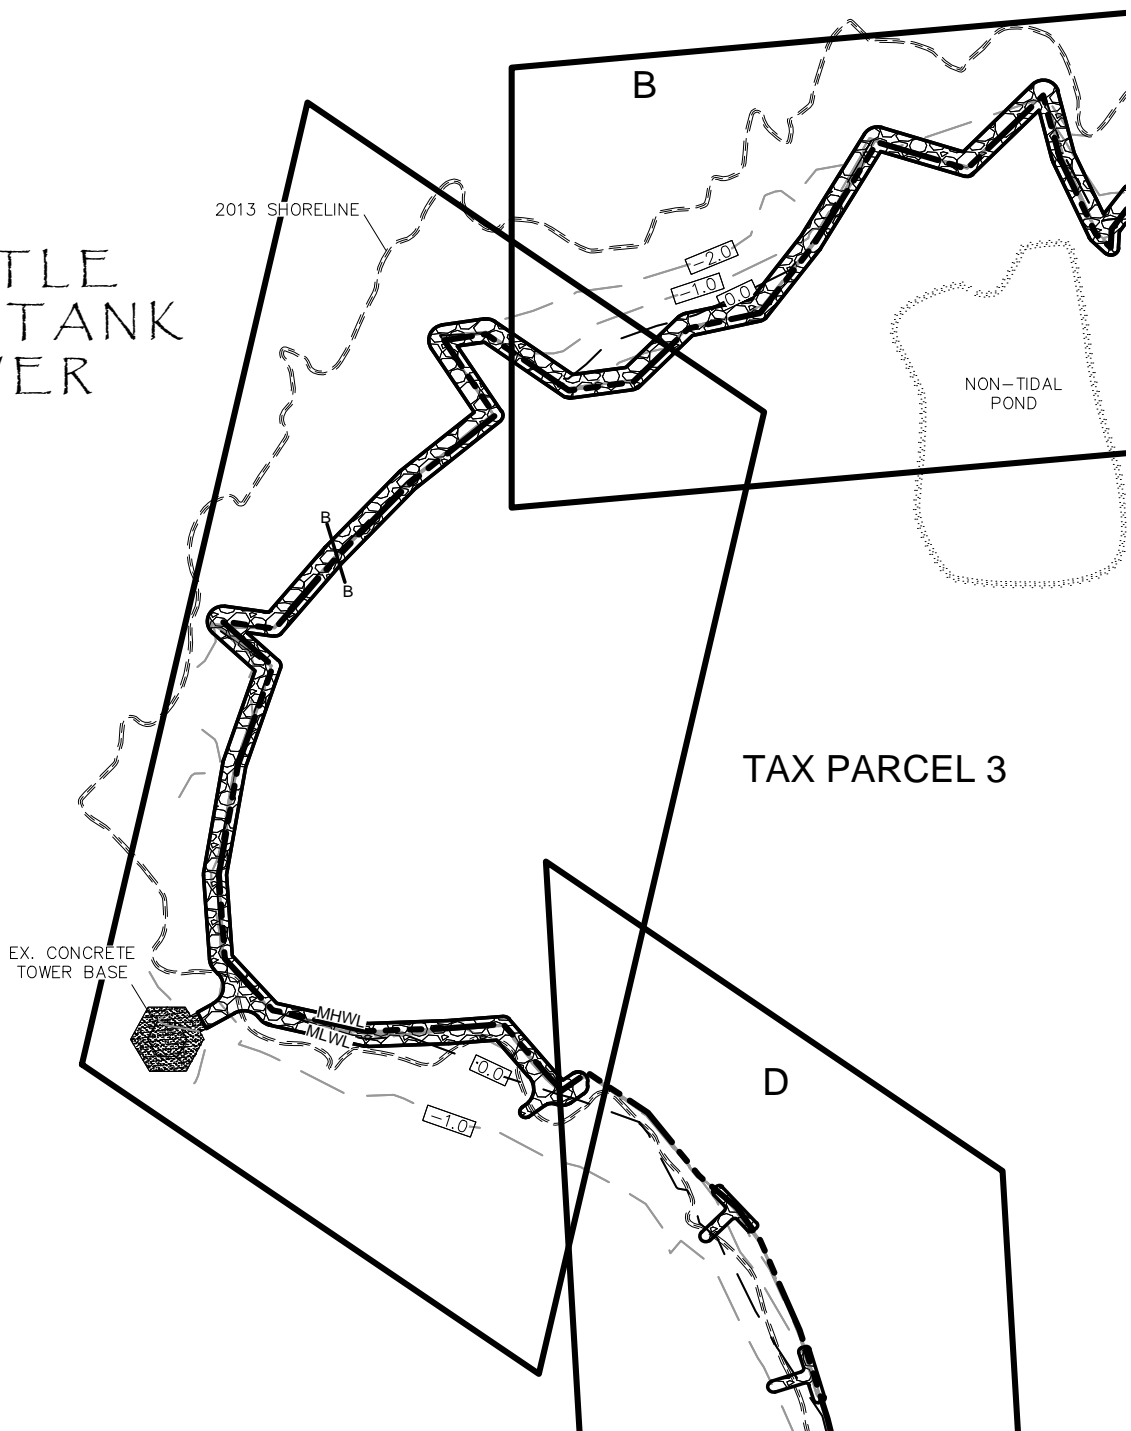 B
2013 SHORELINE
TLE
TANK
VER
-2.0
-1.0
0.0
NON-TIDAL
POND
B
B
TAX PARCEL 3
EX. CONCRETE
TOWER BASE
MHWL
MLWL
0.0
-1.0
D